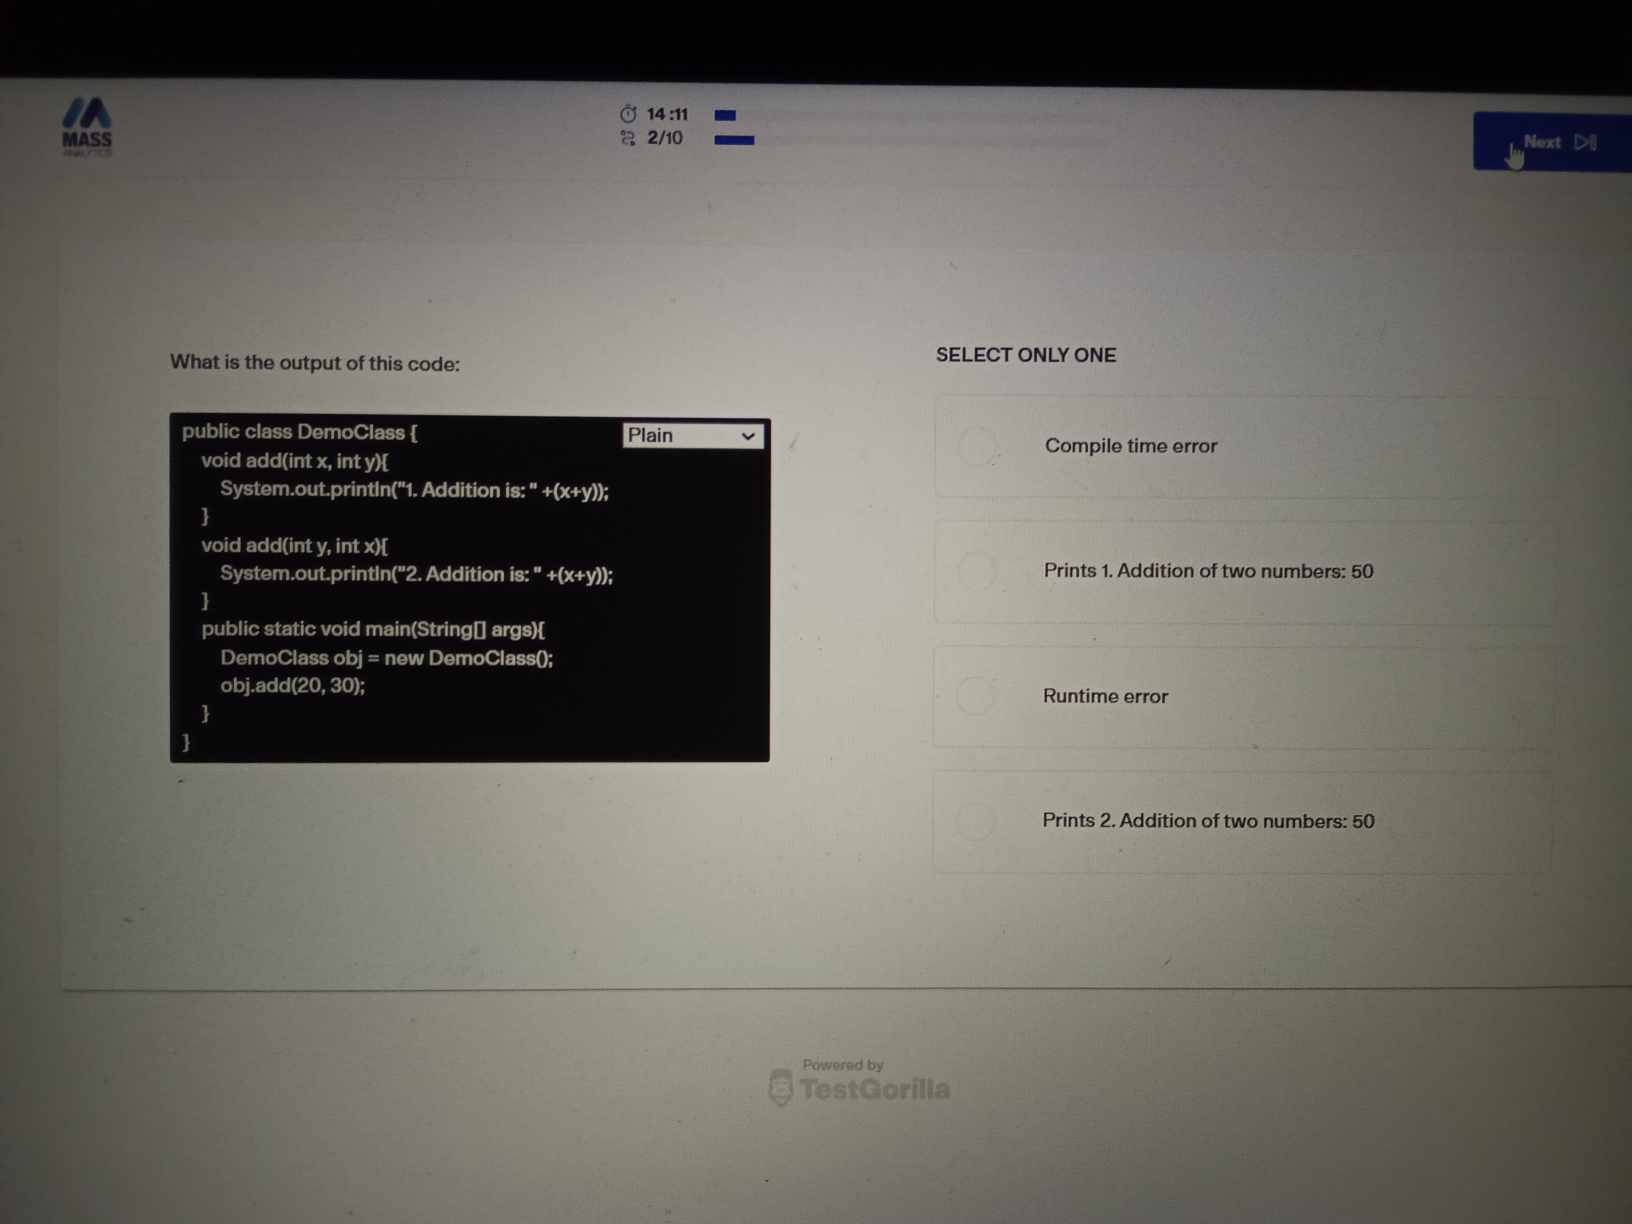 MASS
ANALYTICS
14:11
2/10
Next
What is the output of this code:
Plain
public class DemoClass {
void add(int x, int y){
System.out.println("1. Addition is: " +(x+y));
}
void add(int y, int x){
System.out.println("2. Addition is: " +(x+y));
}
public static void main(String[] args){
DemoClass obj = new DemoClass();
obj.add(20, 30);
}
}
SELECT ONLY ONE
Compile time error
Prints 1. Addition of two numbers: 50
Runtime error
Prints 2. Addition of two numbers: 50
Powered by
TestGorilla